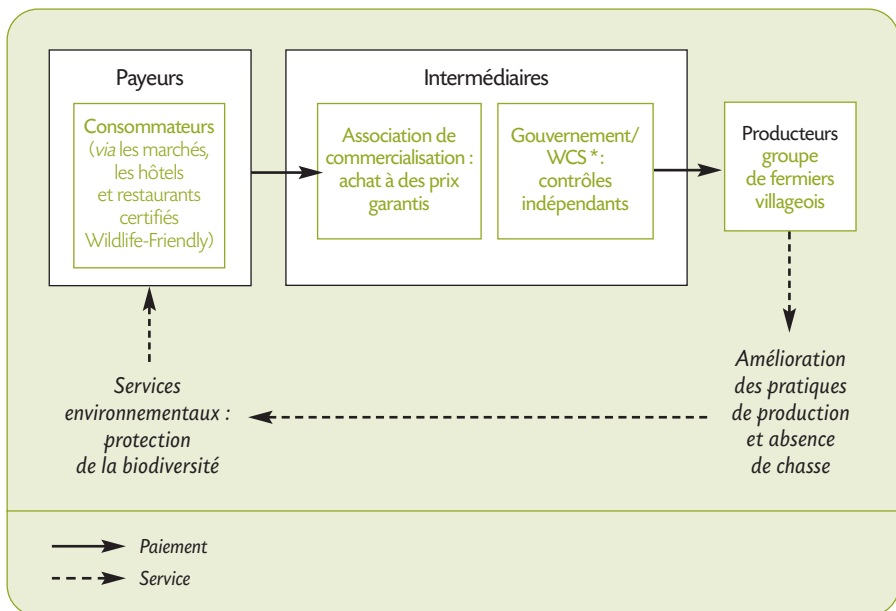 Payeurs
Consommateurs
(via les marchés,
les hôtels
et restaurants
certifiés
Wildlife-Friendly)
Intermédiaires
Association de
commercialisation :
achat à des prix
garantis
Gouvernement/
WCS * :
contrôles
indépendants
Producteurs
groupe
de fermiers
villageois
Amélioration
des pratiques
de production
et absence
de chasse
Services
environnementaux :
protection
de la biodiversité
Paiement
Service